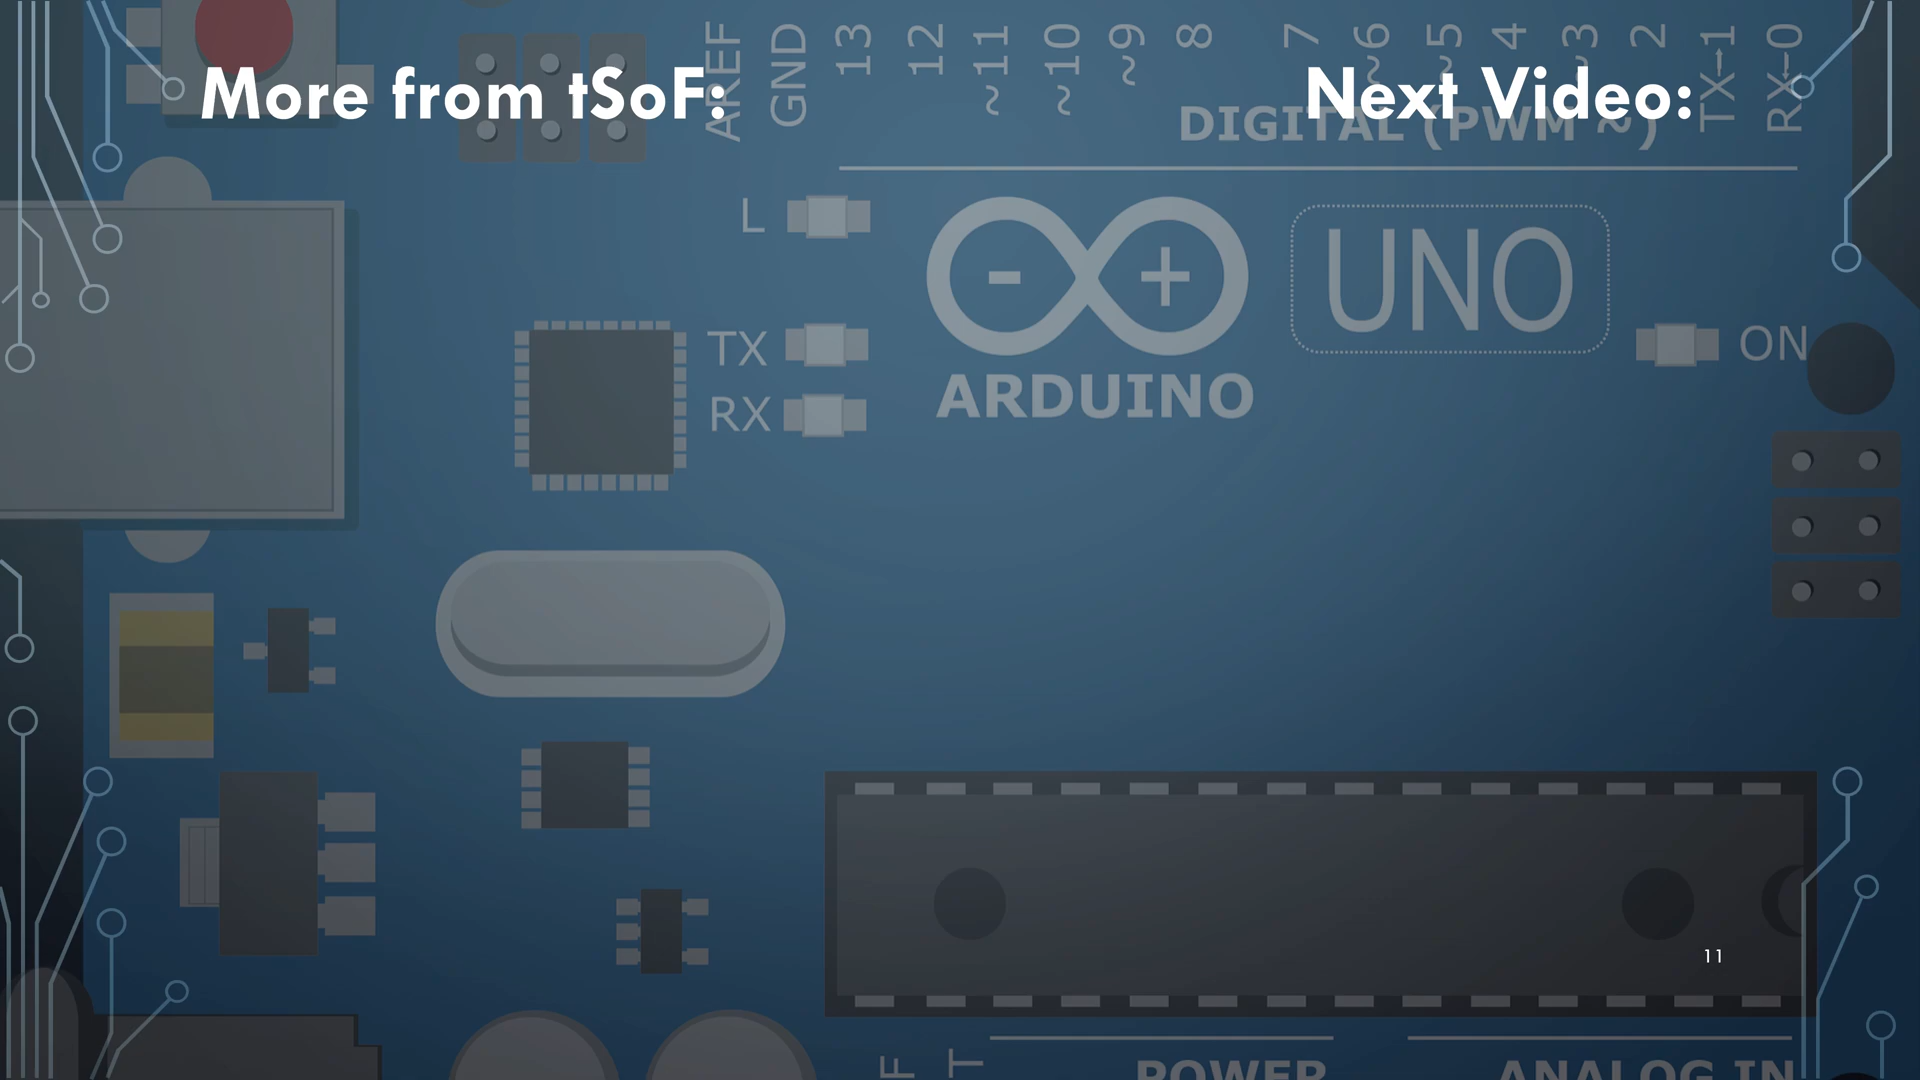 More from tSoF:
Next Video:
AREF
GND
13
12
~11
~10
~9
8
7
~6
~5
4
~3
2
TX→1
RX←0
DIGITAL (PWM ~)
L
TX
RX
- +
ARDUINO
UNO
ON
11
F
T
POWER
ANALOG IN